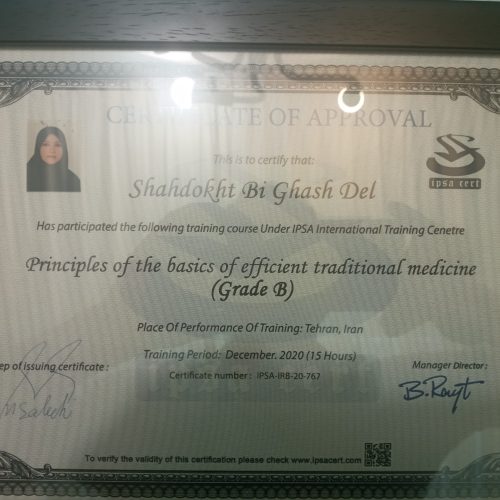 CERTIFICATE OF APPROVAL
This is to certify that:
Shahdokht Bi Ghash Del
ipsa cert
Has participated the following training course Under IPSA International Training Cenetre
Principles of the basics of efficient traditional medicine
(Grade B)
Place Of Performance Of Training: Tehran, Iran
Training Period: December. 2020 (15 Hours)
ep of issuing certificate :
Manager Director :
Certificate number : IPSA-IRB-20-767
To verify the validity of this certification please check www.ipsacert.com